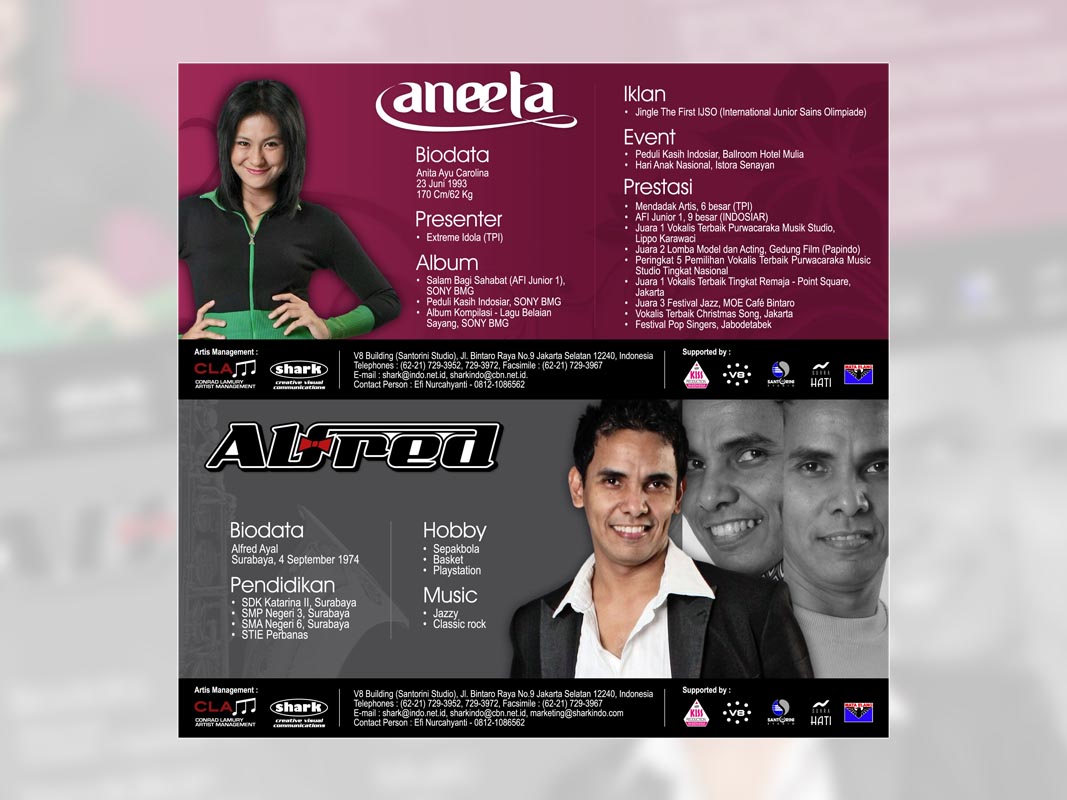 aneeta
Biodata
Anita Ayu Carolina
23 Juni 1993
170 Cm/62 Kg
Presenter
• Extreme Idola (TPI)
Album
• Salam Bagi Sahabat (AFI Junior 1),
SONY BMG
• Peduli Kasih Indosiar, SONY BMG
• Album Kompilasi - Lagu Belaian
Sayang, SONY BMG
Iklan
• Jingle The First IJSO (International Junior Sains Olimpiade)
Event
• Peduli Kasih Indosiar, Ballroom Hotel Mulia
• Hari Anak Nasional, Istora Senayan
Prestasi
• Mendadak Artis, 6 besar (TPI)
• AFI Junior 1, 9 besar (INDOSIAR)
• Juara 1 Vokalis Terbaik Purwacaraka Musik Studio,
Lippo Karawaci
• Juara 2 Lomba Model dan Acting, Gedung Film (Papindo)
• Peringkat 5 Pemilihan Vokalis Terbaik Purwacaraka Music
Studio Tingkat Nasional
• Juara 1 Vokalis Terbaik Tingkat Remaja - Point Square,
Jakarta
• Juara 3 Festival Jazz, MOE Café Bintaro
• Vokalis Terbaik Christmas Song, Jakarta
• Festival Pop Singers, Jabodetabek
Artis Management :
CLA
CONRAD LAMURY
ARTIST MANAGEMENT
shark
creative visual
communications
V8 Building (Santorini Studio), Jl. Bintaro Raya No.9 Jakarta Selatan 12240, Indonesia
Telephones : (62-21) 729-3952, 729-3972, Facsimile : (62-21) 729-3967
E-mail : shark@indo.net.id, sharkindo@cbn.net.id.
Contact Person : Efi Nurcahyanti - 0812-1086562
Supported by :
KISS
PRODUCTION
V8
SANTORINI
STUDIO
SUARA
HATI
MATA ELANG
Alfred
Biodata
Alfred Ayal
Surabaya, 4 September 1974
Pendidikan
• SDK Katarina II, Surabaya
• SMP Negeri 3, Surabaya
• SMA Negeri 6, Surabaya
• STIE Perbanas
Hobby
• Sepakbola
• Basket
• Playstation
Music
• Jazzy
• Classic rock
Artis Management :
CLA
CONRAD LAMURY
ARTIST MANAGEMENT
shark
creative visual
communications
V8 Building (Santorini Studio), Jl. Bintaro Raya No.9 Jakarta Selatan 12240, Indonesia
Telephones : (62-21) 729-3952, 729-3972, Facsimile : (62-21) 729-3967
E-mail : shark@indo.net.id, sharkindo@cbn.net.id, marketing@sharkindo.com
Contact Person : Efi Nurcahyanti - 0812-1086562
Supported by :
KISS
PRODUCTION
V8
SANTORINI
STUDIO
SUARA
HATI
MATA ELANG